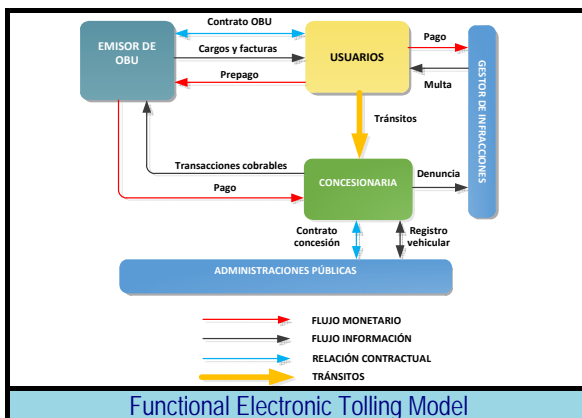 Contrato OBU
EMISOR DE
OBU
Cargos y facturas
USUARIOS
Prepago
Pago
Multa
GESTOR DE INFRACCIONES
Tránsitos
Transacciones cobrables
Pago
CONCESIONARIA
Denuncia
Contrato
concesión
Registro
vehicular
ADMINISTRACIONES PÚBLICAS
FLUJO MONETARIO
FLUJO INFORMACIÓN
RELACIÓN CONTRACTUAL
TRÁNSITOS
Functional Electronic Tolling Model